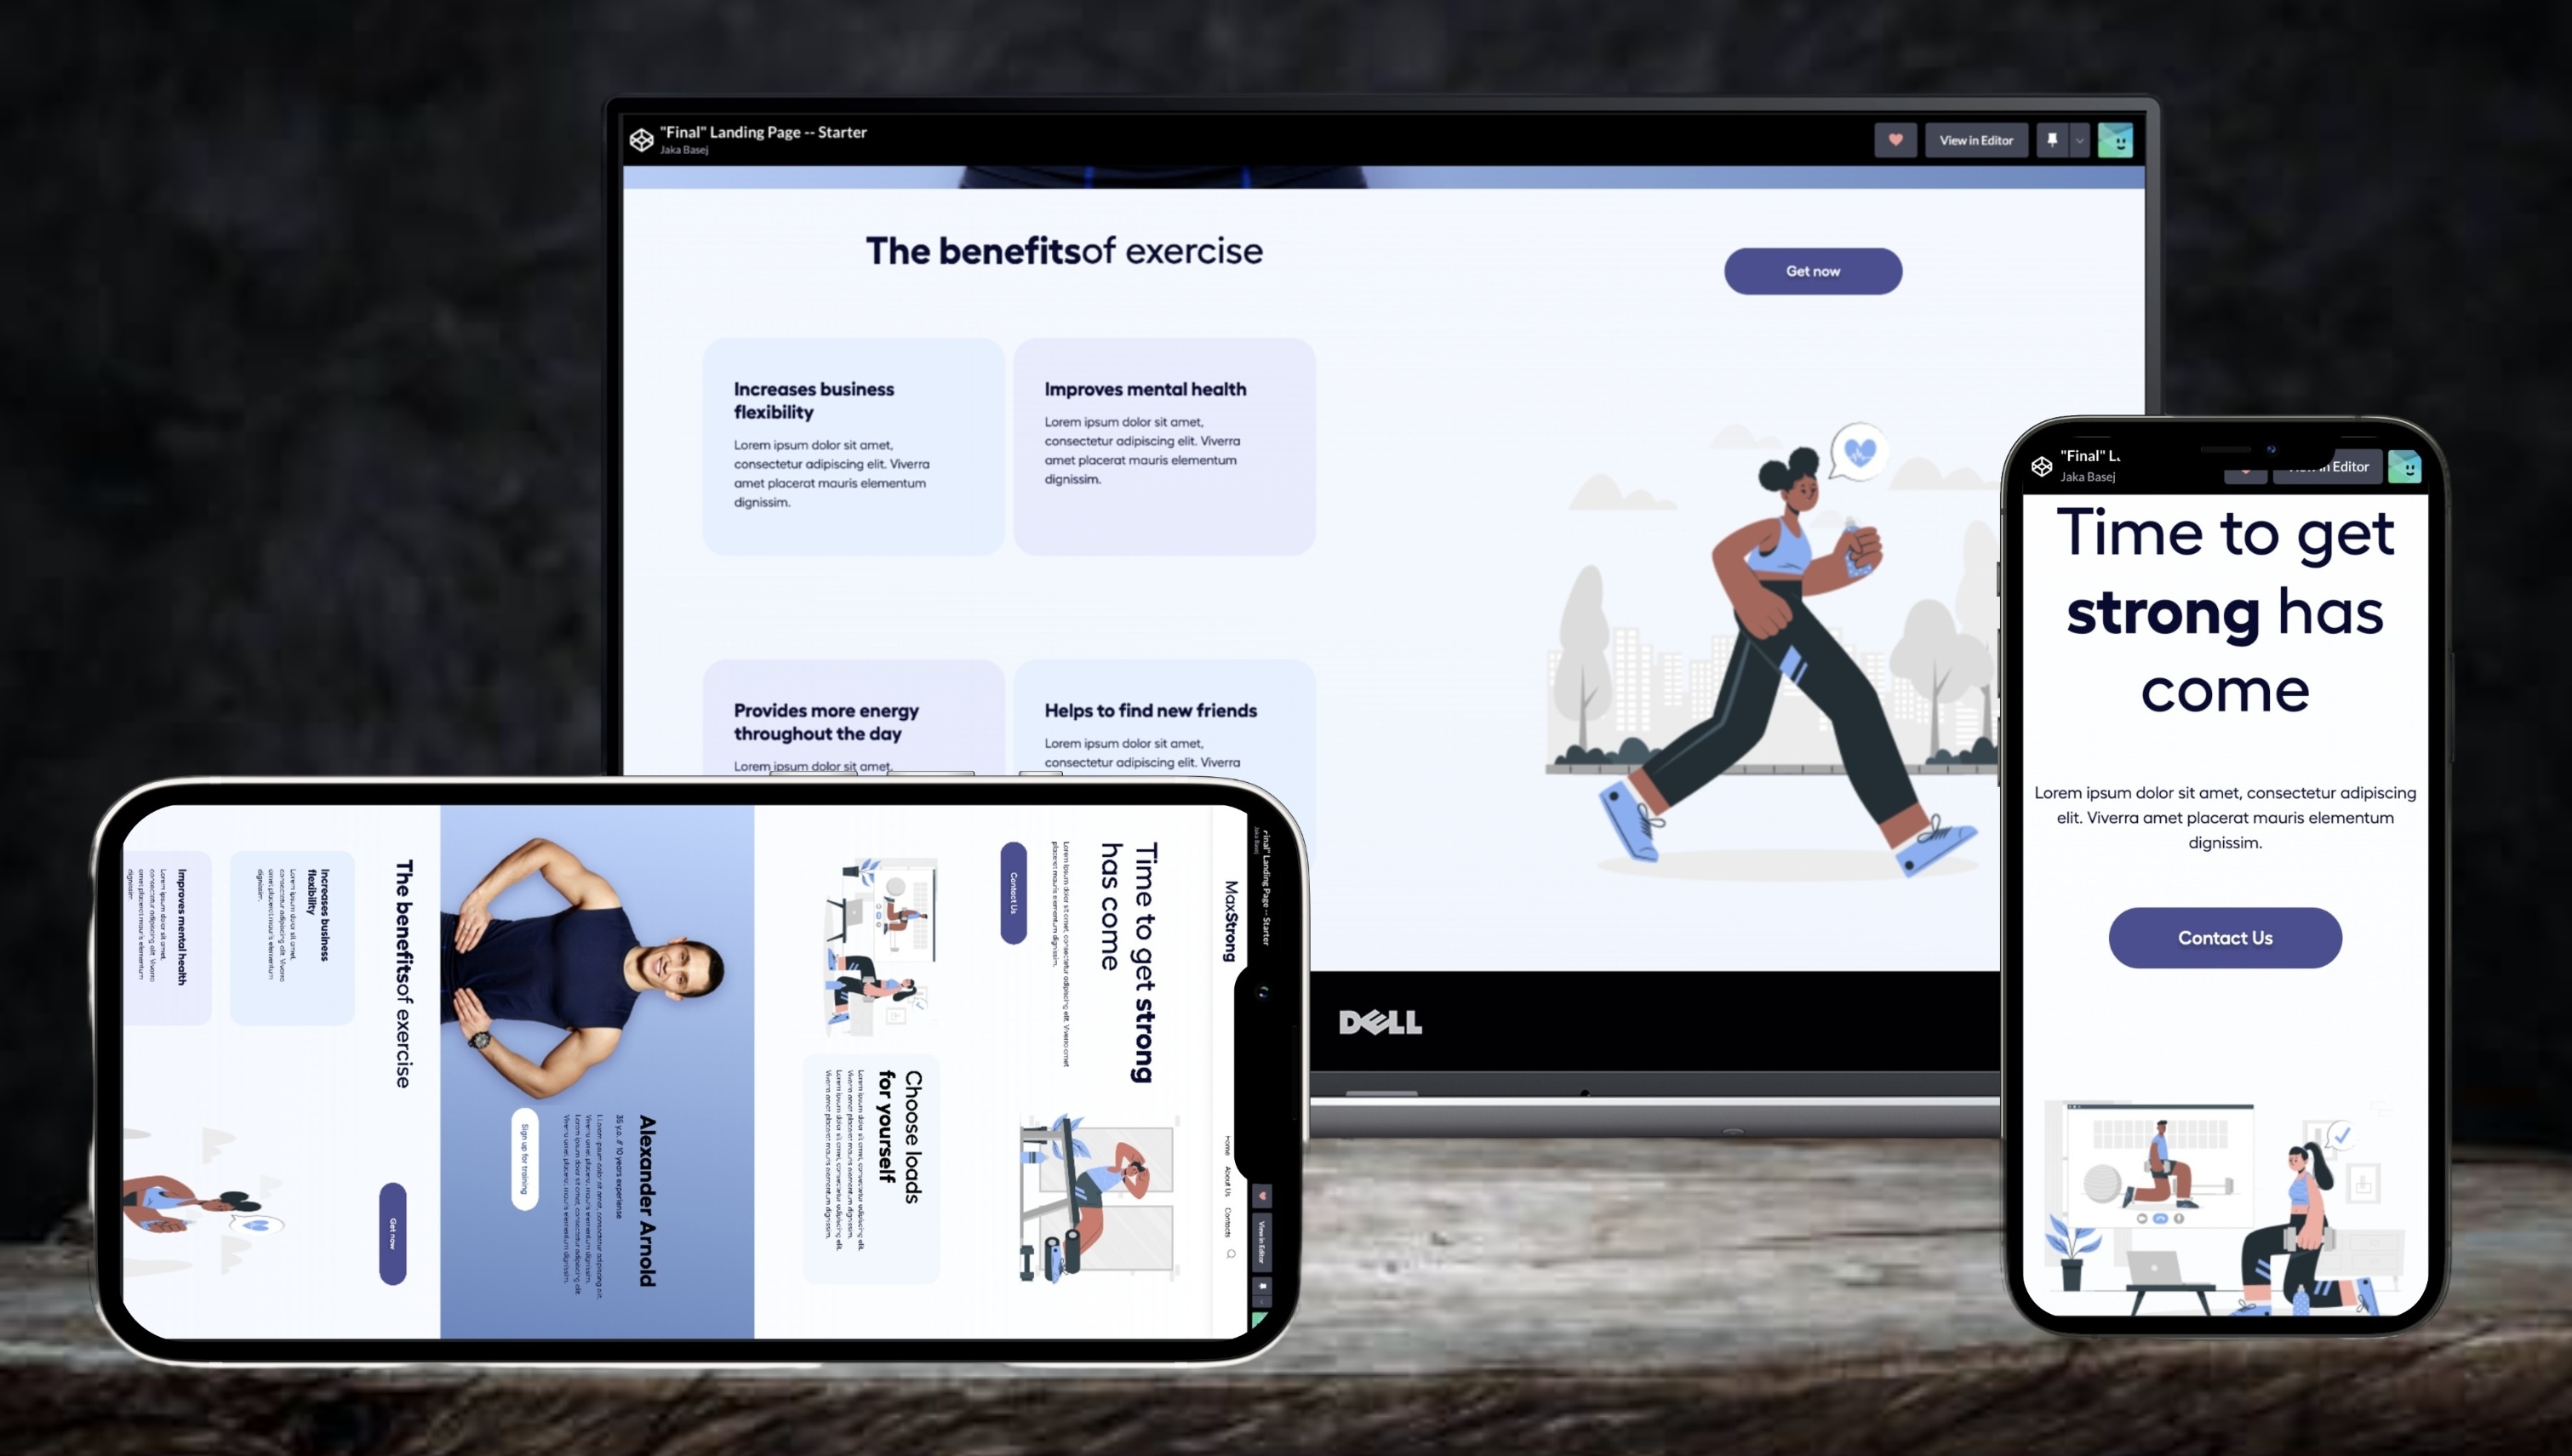 "Final" Landing Page -- Starter
Jaka Basej
View in Editor
The benefitsof exercise
Get now
Increases business
flexibility
Lorem ipsum dolor sit amet,
consectetur adipiscing elit. Viverra
amet placerat mauris elementum
dignissim.
Improves mental health
Lorem ipsum dolor sit amet,
consectetur adipiscing elit. Viverra
amet placerat mauris elementum
dignissim.
Provides more energy
throughout the day
Lorem ipsum dolor sit amet,
Helps to find new friends
Lorem ipsum dolor sit amet,
consectetur adipiscing elit. Viverra
DELL
"Final" L
Jaka Basej
Editor
Time to get
strong has
come
Lorem ipsum dolor sit amet, consectetur adipiscing
elit. Viverra amet placerat mauris elementum
dignissim.
Contact Us
Final" Landing Page -- Starter
Jaka Basej
View in Editor
MaxStrong
Home About Us Contacts
Time to get strong
has come
Lorem ipsum dolor sit amet, consectetur adipiscing elit. Viverra amet
placerat mauris elementum dignissim.
Contact Us
Choose loads
for yourself
Lorem ipsum dolor sit amet, consectetur adipiscing elit.
Viverra amet placerat mauris elementum dignissim.
Lorem ipsum dolor sit amet, consectetur adipiscing elit.
Viverra amet placerat mauris elementum dignissim.
Alexander Arnold
35 y.o. // 10 years experiense
Lorem ipsum dolor sit amet, consectetur adipiscing elit.
Viverra amet placerat mauris elementum dignissim.
Lorem ipsum dolor sit amet, consectetur adipiscing elit.
Viverra amet placerat mauris elementum dignissim.
Sign up for training
The benefitsof exercise
Get now
Increases business
flexibility
Lorem ipsum dolor sit amet,
consectetur adipiscing elit. Viverra
amet placerat mauris elementum
dignissim.
Improves mental health
Lorem ipsum dolor sit amet,
consectetur adipiscing elit. Viverra
amet placerat mauris elementum
dignissim.